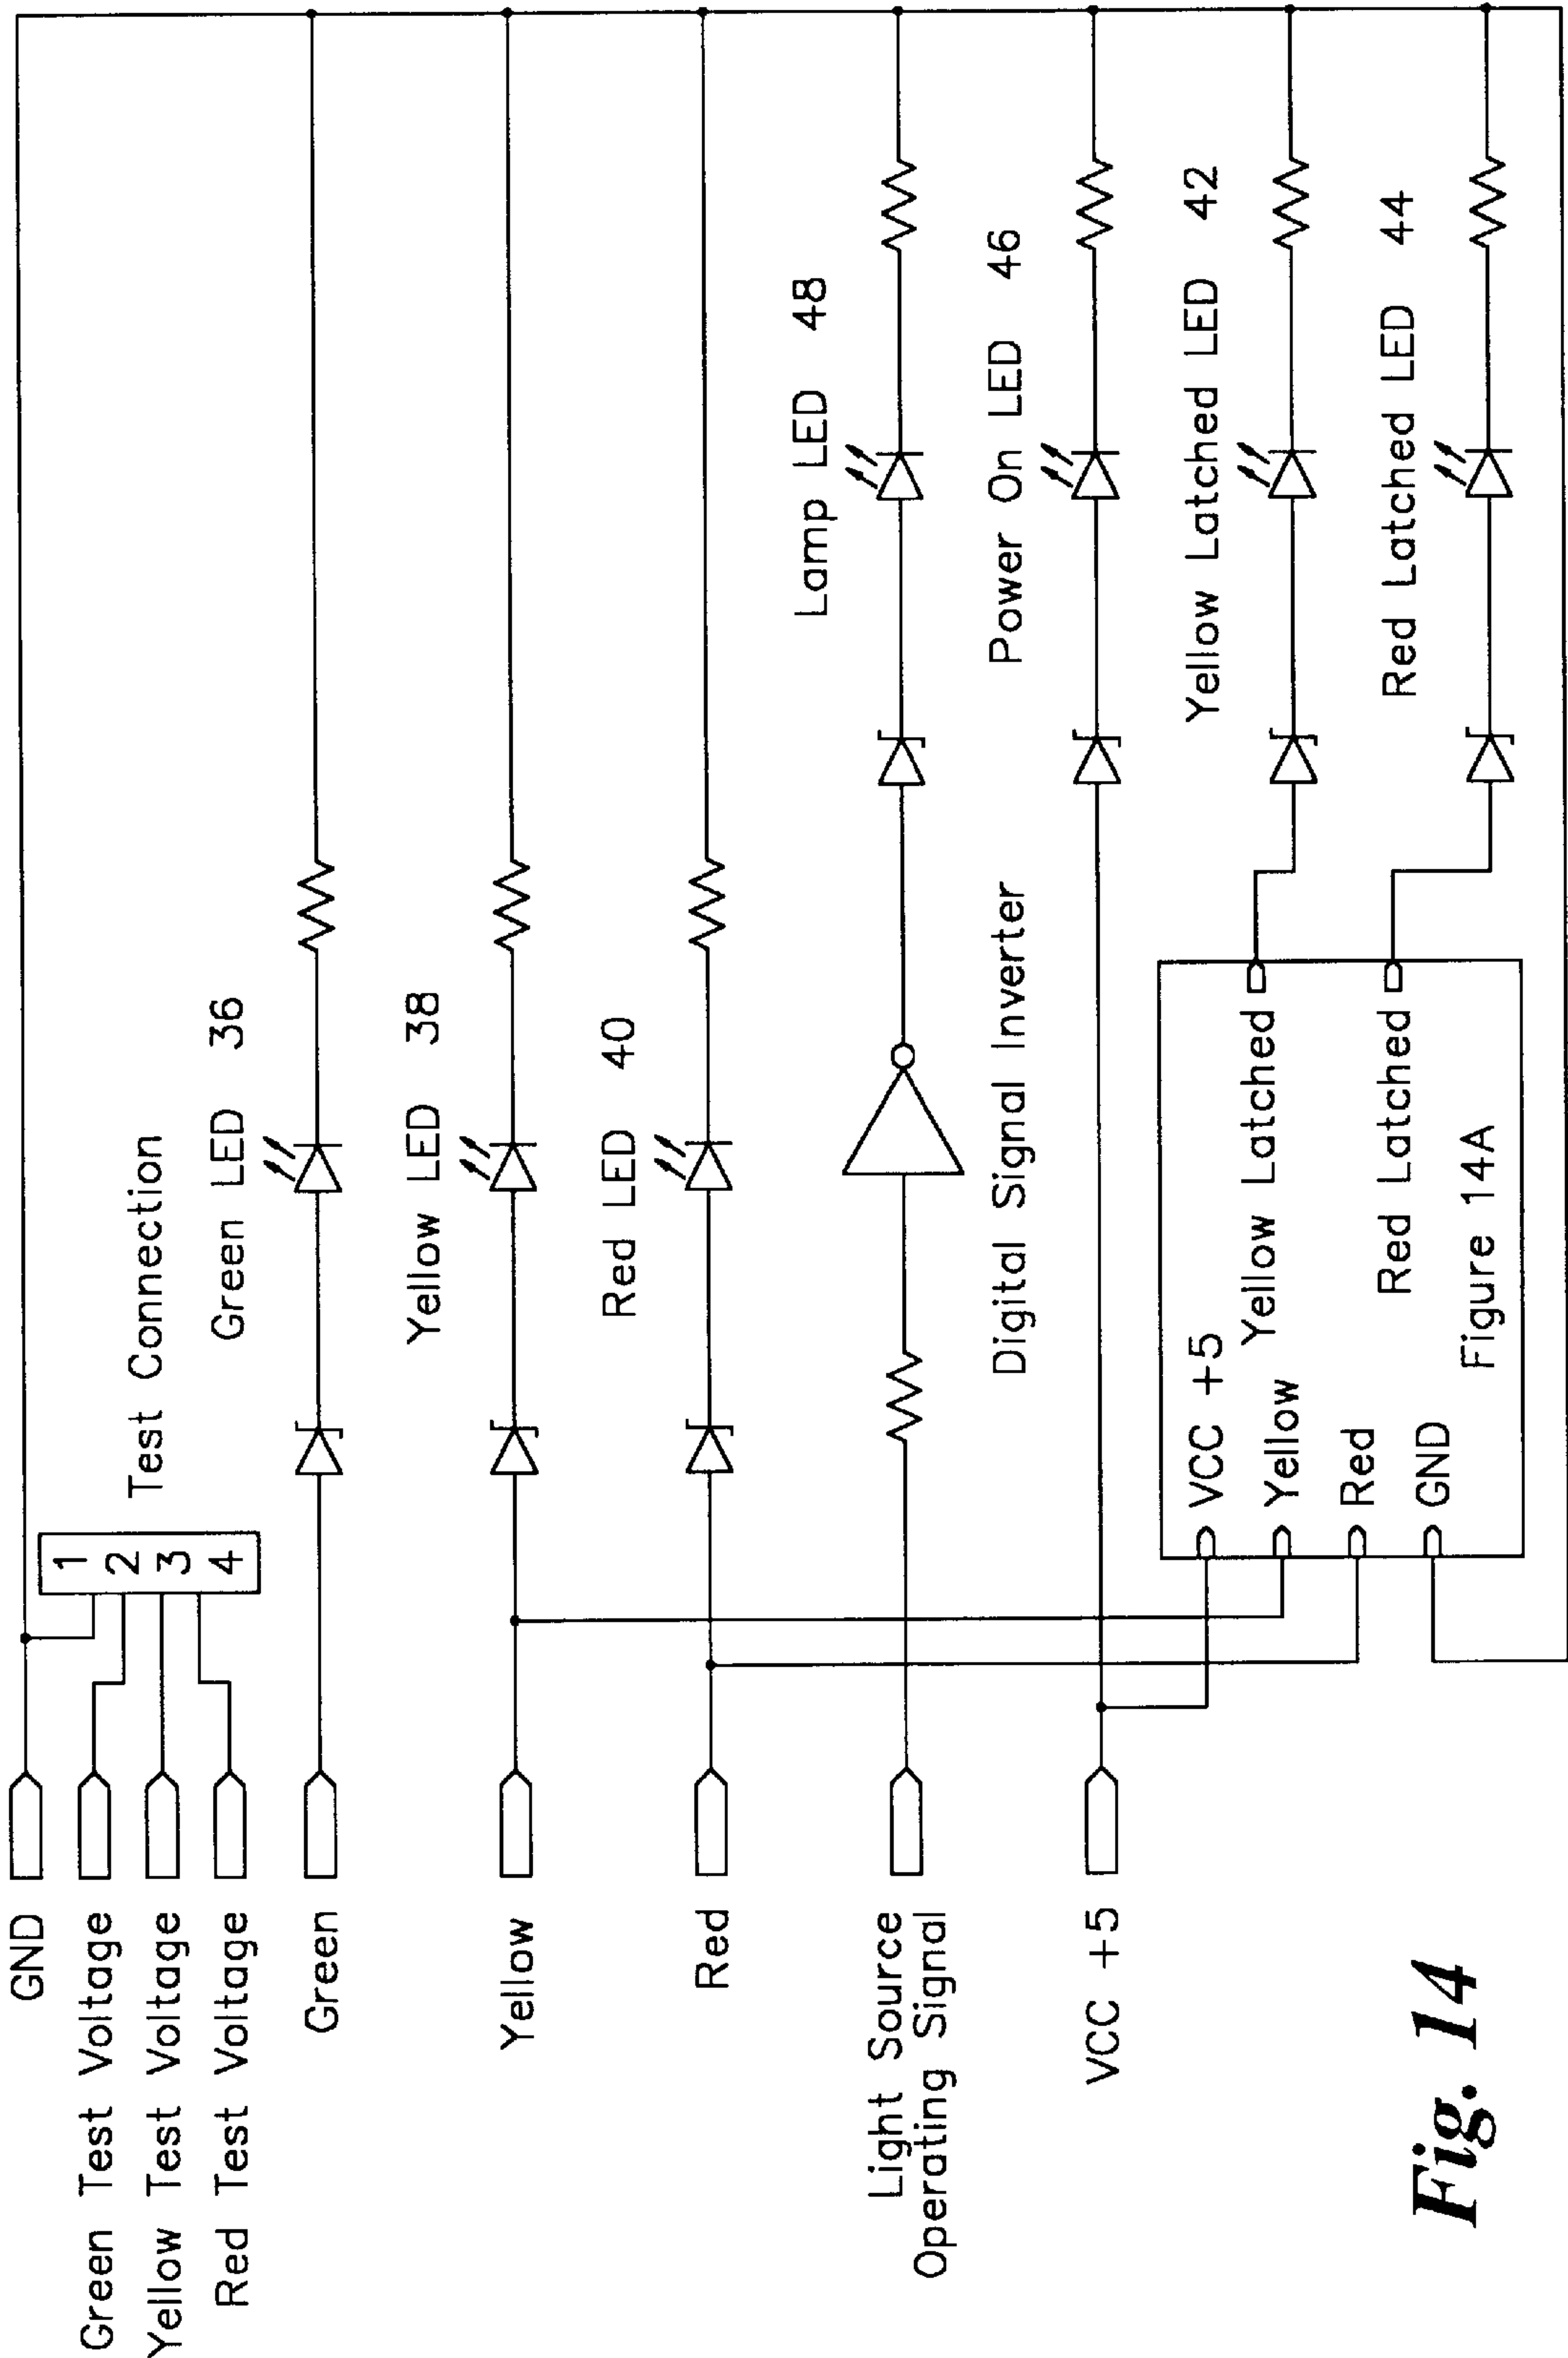 GND
Green Test Voltage
Yellow Test Voltage
Red Test Voltage
1
2
3
4
Test Connection
Green
Green LED 36
Yellow
Yellow LED 38
Red
Red LED 40
Light Source
Operating Signal
Digital Signal Inverter
Lamp LED 48
VCC +5
Power On LED 46
VCC +5
Yellow
Red
GND
Yellow Latched
Red Latched
Figure 14A
Yellow Latched LED 42
Red Latched LED 44
Fig. 14